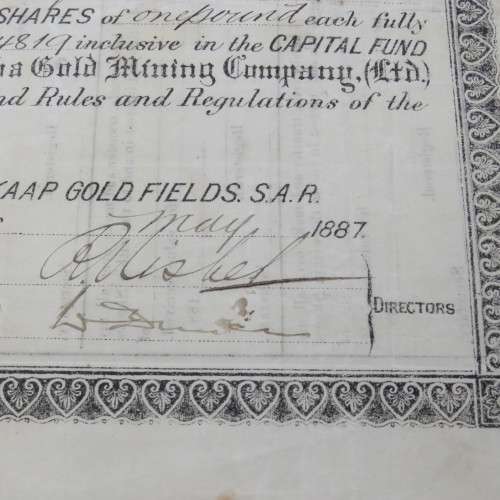 SHARES of one pound each fully
4819 inclusive in the CAPITAL FUND
Gold Mining Company, (Ltd.)
nd Rules and Regulations of the
KAAP GOLD FIELDS. S.A.R.
May 1887.
DIRECTORS